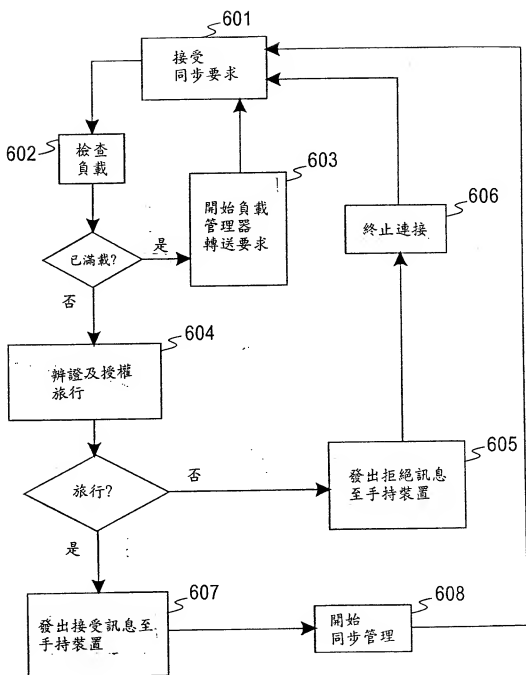 601
接受
同步要求
602
檢查
負載
603
開始負載
管理器
轉送要求
606
終止連接
已滿載?
是
否
604
辨證及授權
旅行
605
發出拒絕訊息
至手持裝置
旅行?
否
是
607
發出接受訊息至
手持裝置
608
開始
同步管理